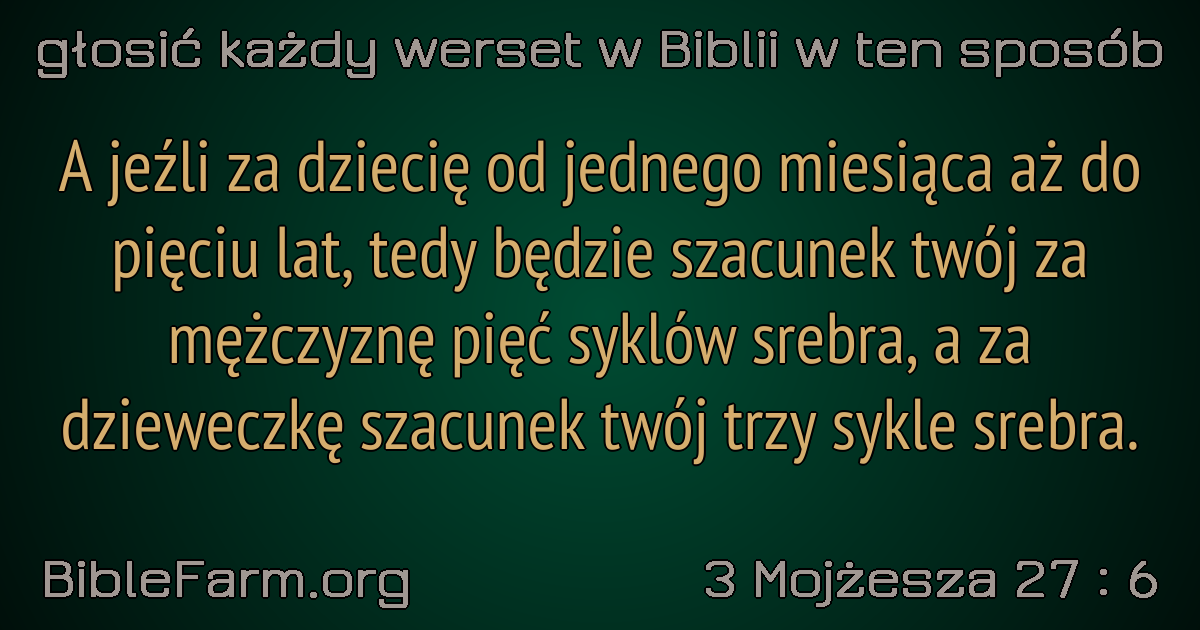 głosić każdy werset w Biblii w ten sposób
A jeźli za dziecię od jednego miesiąca aż do
pięciu lat, tedy będzie szacunek twój za
mężczyznę pięć syklów srebra, a za
dzieweczkę szacunek twój trzy sykle srebra.
BibleFarm.org
3 Mojżesza 27 : 6